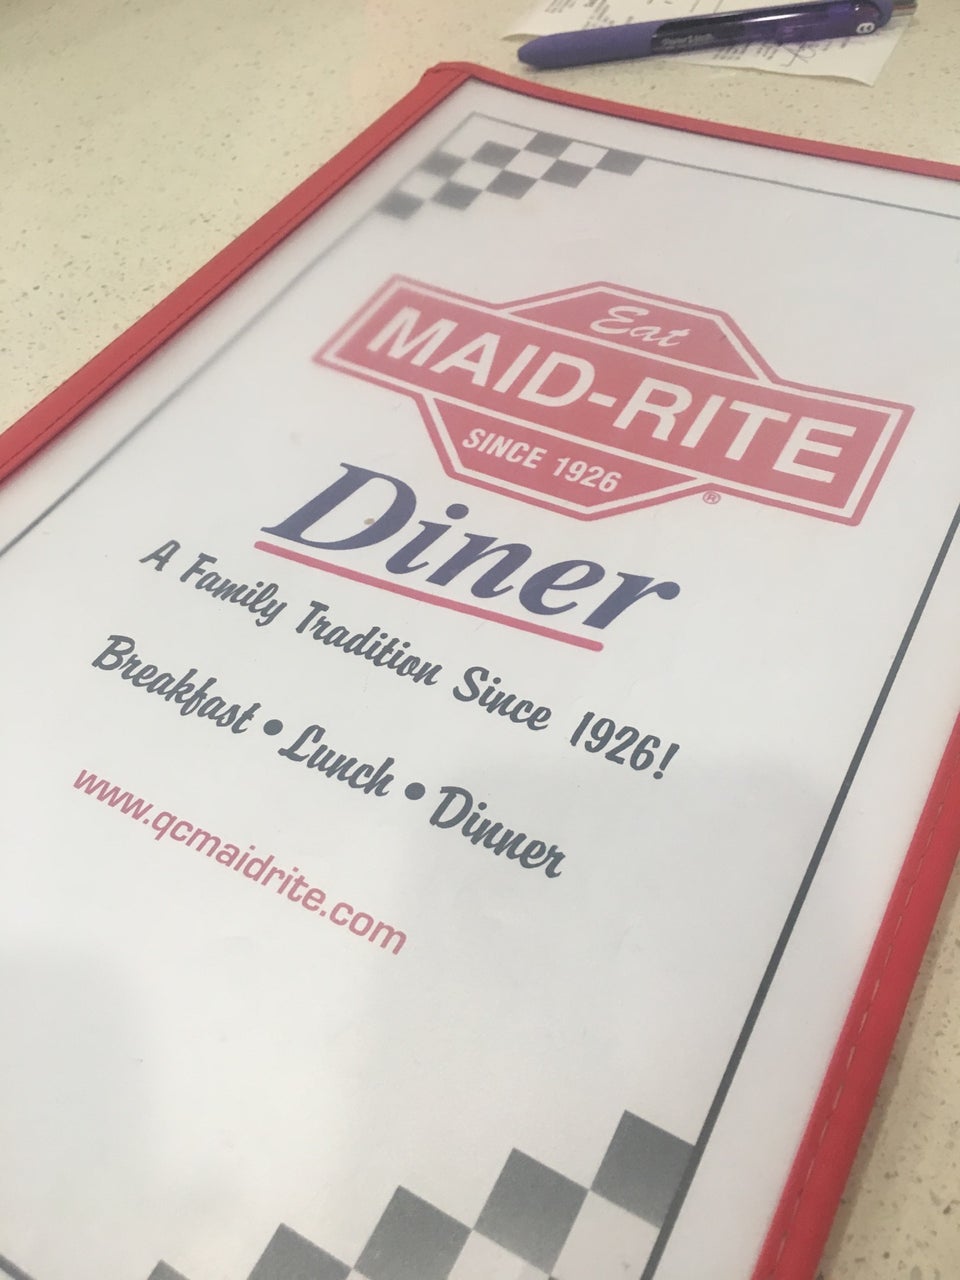 Eat
MAID-RITE
SINCE 1926
®
Diner
A Family Tradition Since 1926!
Breakfast • Lunch • Dinner
www.qcmaidrite.com